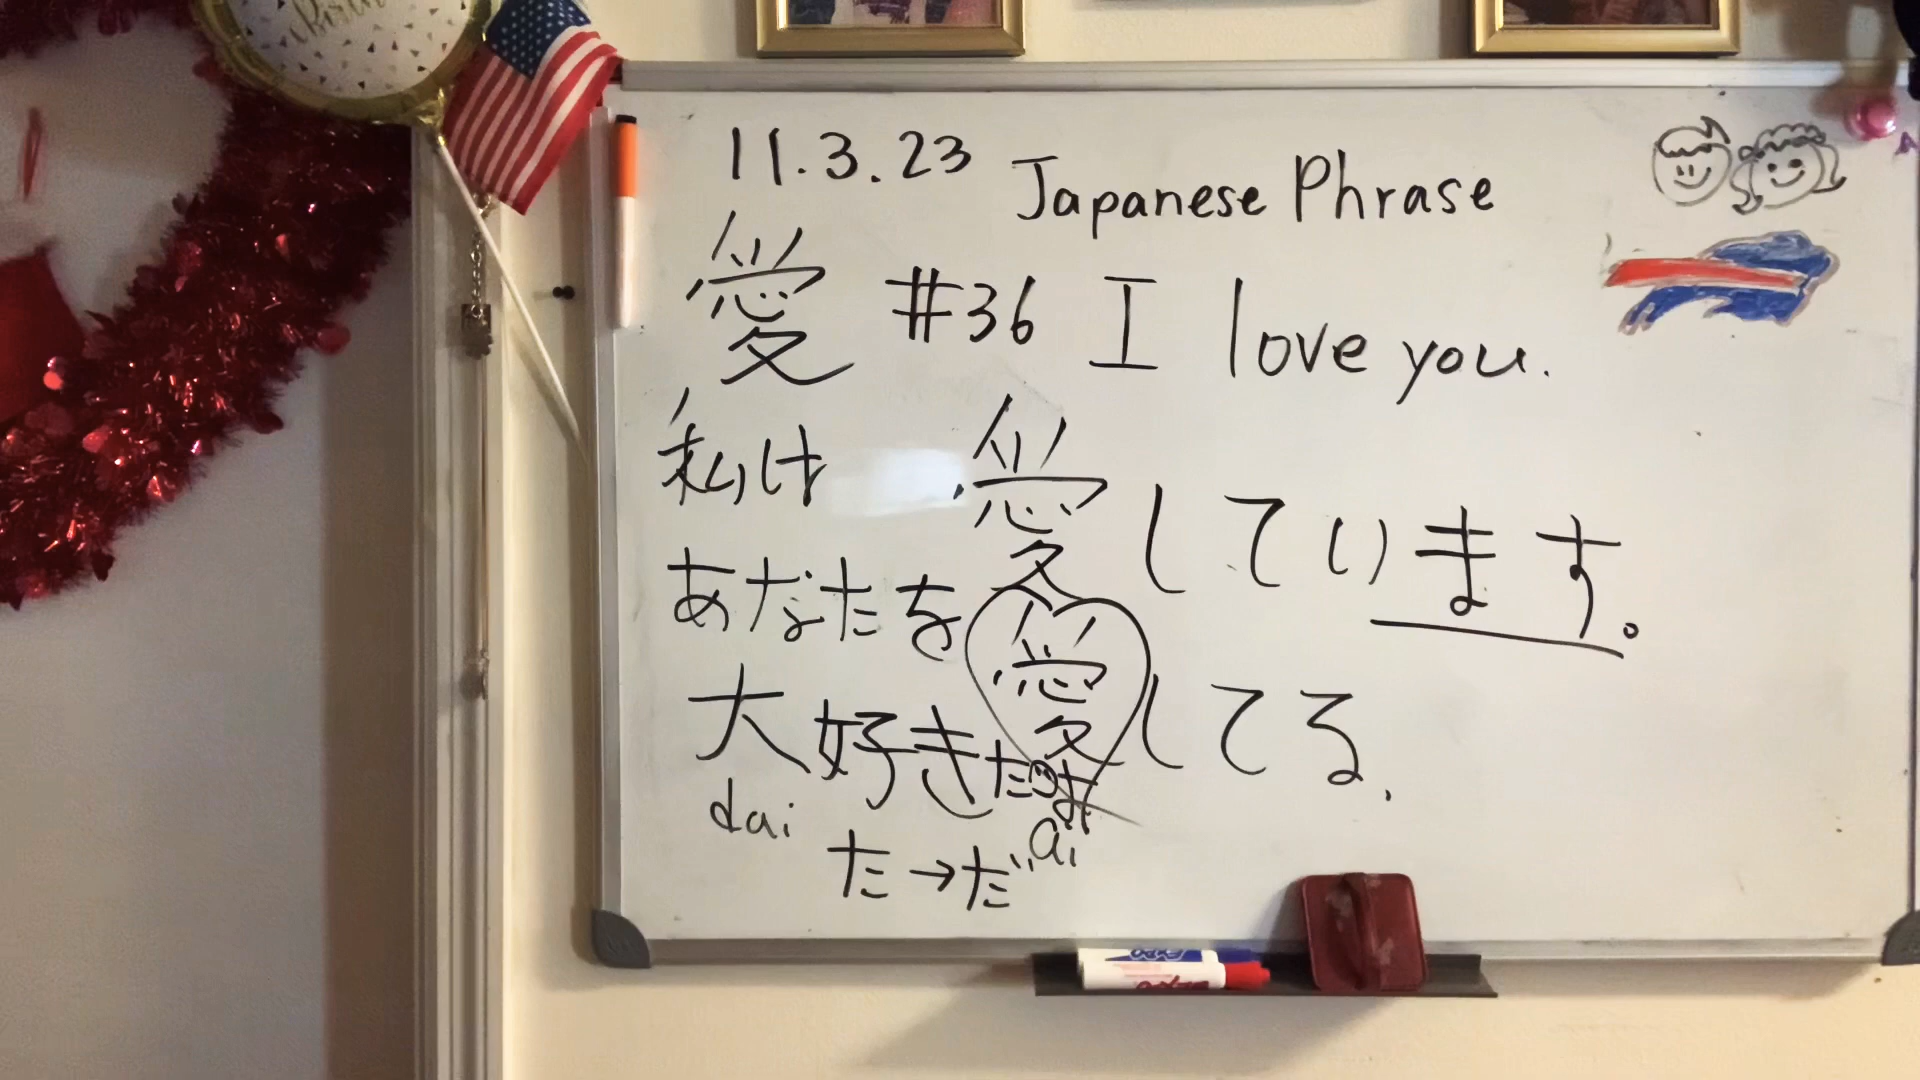 11.3.23 Japanese Phrase
愛 #36 I love you.
私は 愛しています。
あなたを
愛してる.
大好きだよ
dai
ai
た→だ